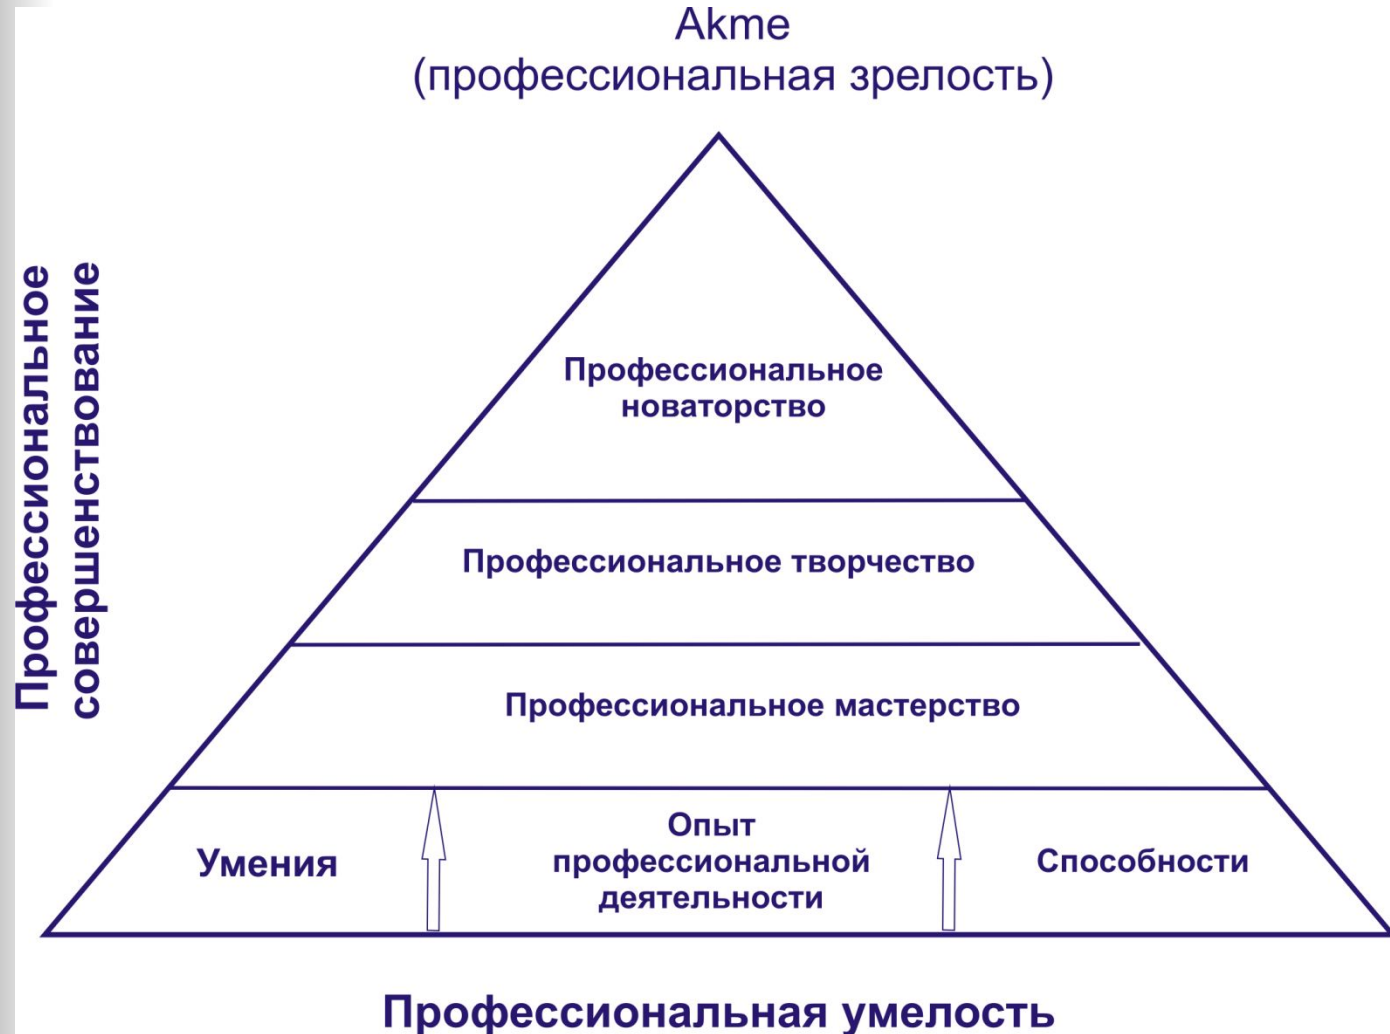 Akme
(профессиональная зрелость)
Профессиональное
совершенствование
Профессиональное
новаторство
Профессиональное творчество
Профессиональное мастерство
Умения
Опыт
профессиональной
деятельности
Способности
Профессиональная умелость